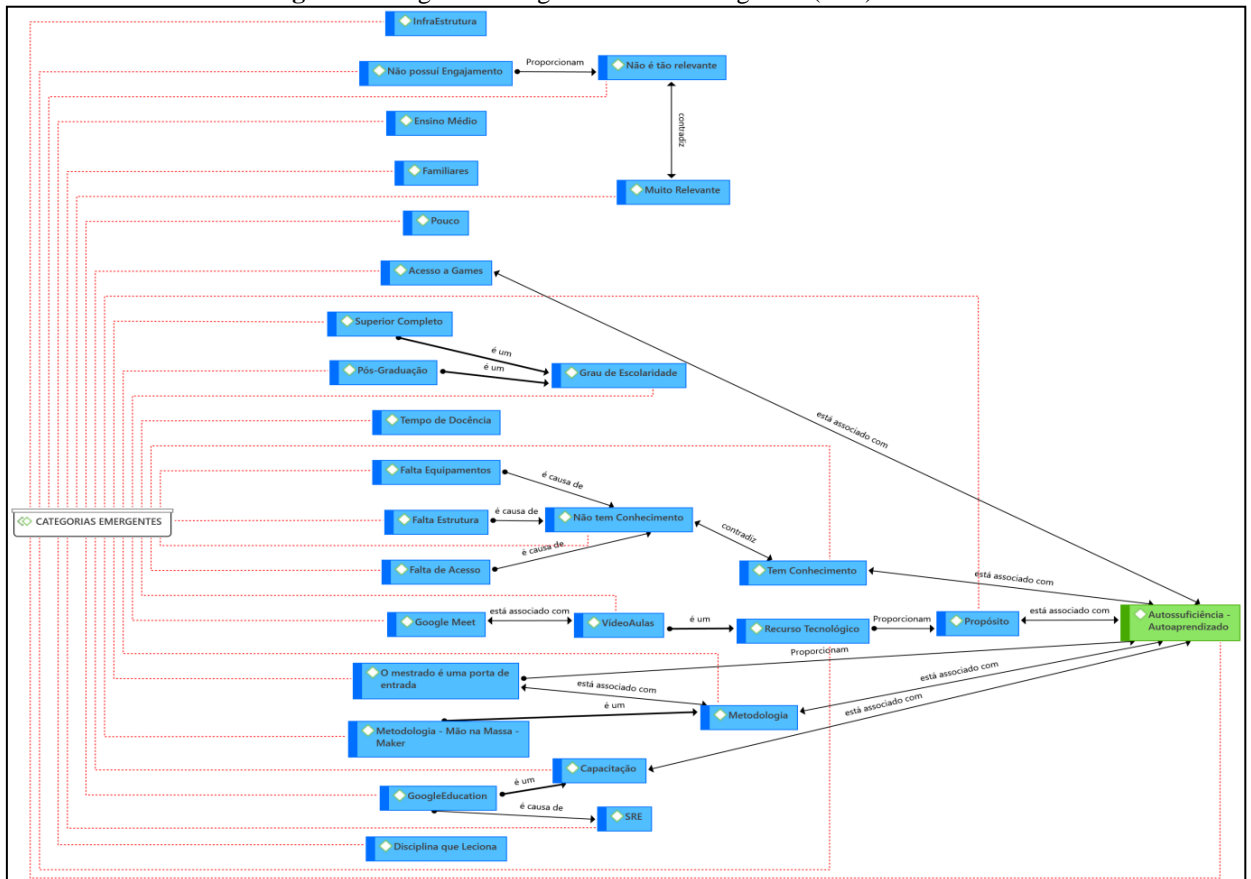 InfraEstrutura
Não possuí Engajamento
Proporcionam
Não é tão relevante
contradiz
Ensino Médio
Familiares
Muito Relevante
Pouco
Acesso a Games
Superior Completo
é um
Pós-Graduação
é um
Grau de Escolaridade
está associado com
Tempo de Docência
Falta Equipamentos
é causa de
CATEGORIAS EMERGENTES
Falta Estrutura
é causa de
Não tem Conhecimento
contradiz
é causa de
Falta de Acesso
Tem Conhecimento
está associado com
Google Meet
está associado com
VídeoAulas
é um
Recurso Tecnológico
Proporcionam
Propósito
está associado com
Autossuficiência -
Autoaprendizado
Proporcionam
O mestrado é uma porta de
entrada
está associado com
está associado com
é um
Metodologia
está associado com
Metodologia - Mão na Massa -
Maker
Capacitação
é um
GoogleEducation
é causa de
SRE
Disciplina que Leciona